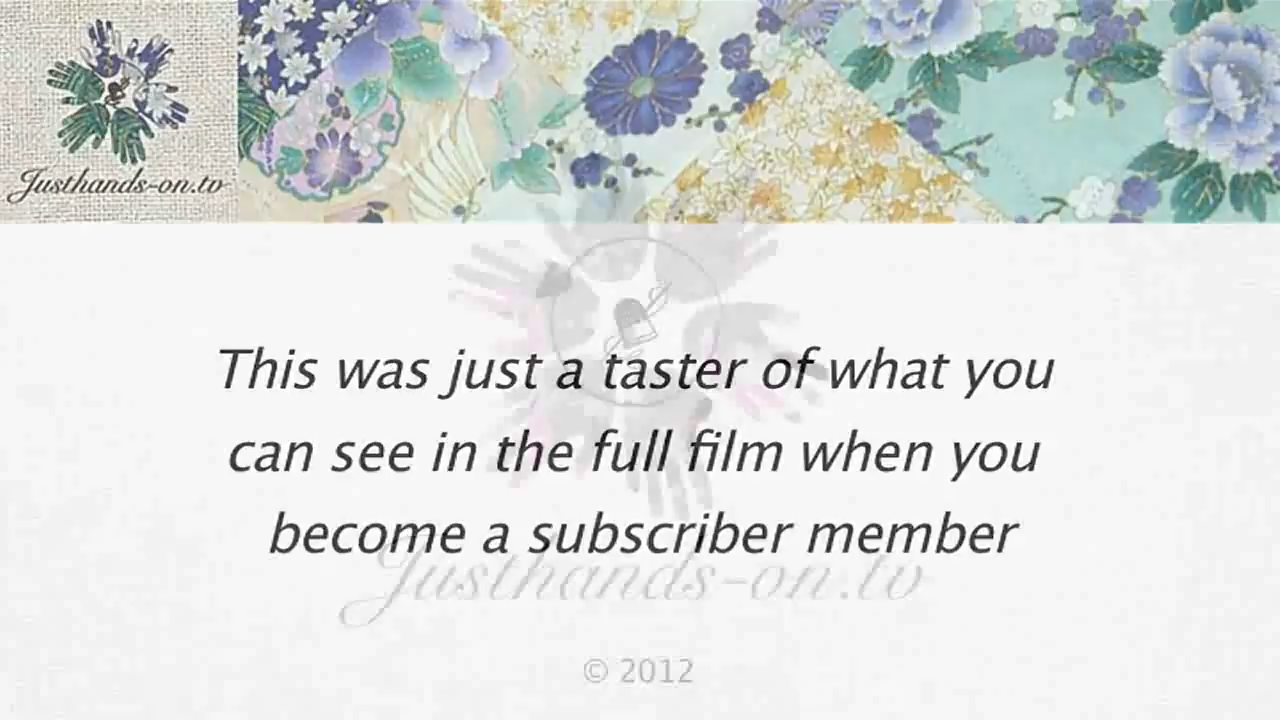 Justhands-on.tv
This was just a taster of what you
can see in the full film when you
become a subscriber member
Justhands-on.tv
© 2012